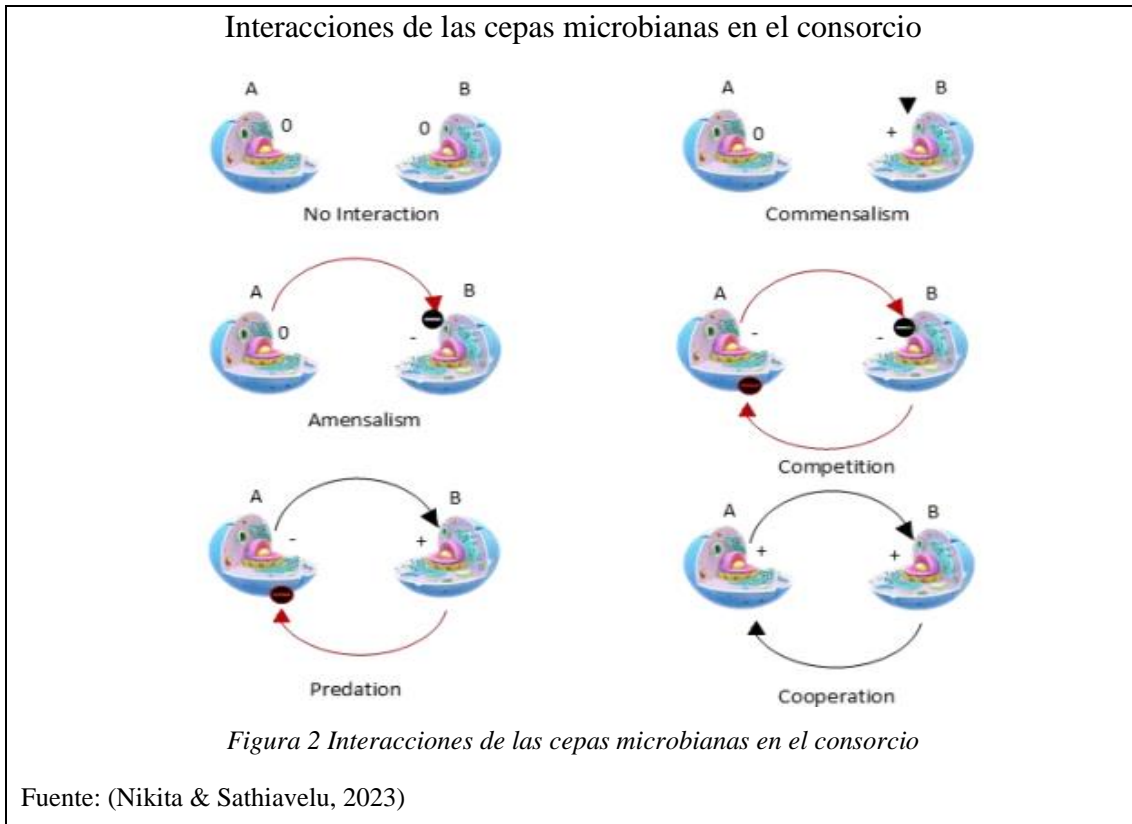 Interacciones de las cepas microbianas en el consorcio
A B
0 0
No Interaction
A B
0 +
Commensalism
A B
0 -
Amensalism
A B
- -
Competition
A B
- +
Predation
A B
+ +
Cooperation
Figura 2 Interacciones de las cepas microbianas en el consorcio
Fuente: (Nikita & Sathiavelu, 2023)